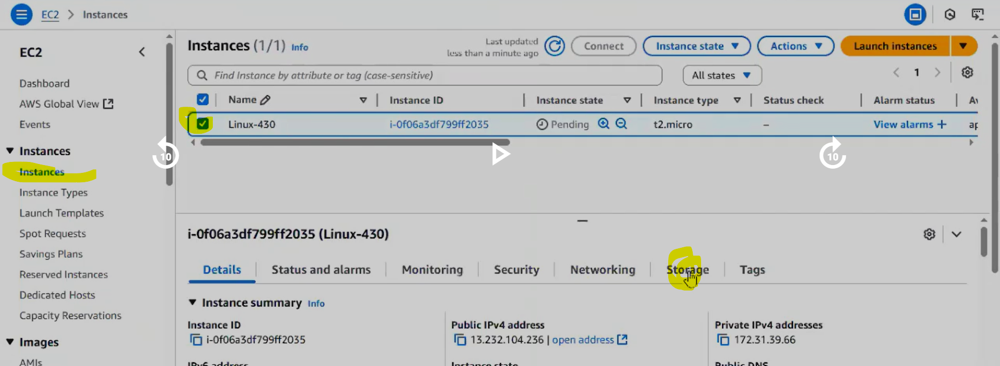 EC2 > Instances
EC2
Dashboard
AWS Global View
Events
Instances
Instances
Instance Types
Launch Templates
Spot Requests
Savings Plans
Reserved Instances
Dedicated Hosts
Capacity Reservations
Images
AMIs
Instances (1/1) Info
Last updated
less than a minute ago
Connect
Instance state
Actions
Launch instances
Find Instance by attribute or tag (case-sensitive)
All states
1
Name Instance ID Instance state Instance type Status check Alarm status
Linux-430 i-0f06a3df799ff2035 Pending t2.micro – View alarms + ap
10 10
i-0f06a3df799ff2035 (Linux-430)
Details Status and alarms Monitoring Security Networking Storage Tags
Instance summary Info
Instance ID
i-0f06a3df799ff2035
Public IPv4 address
13.232.104.236 | open address
Private IPv4 addresses
172.31.39.66
IPv6 address
Instance state
Public DNS